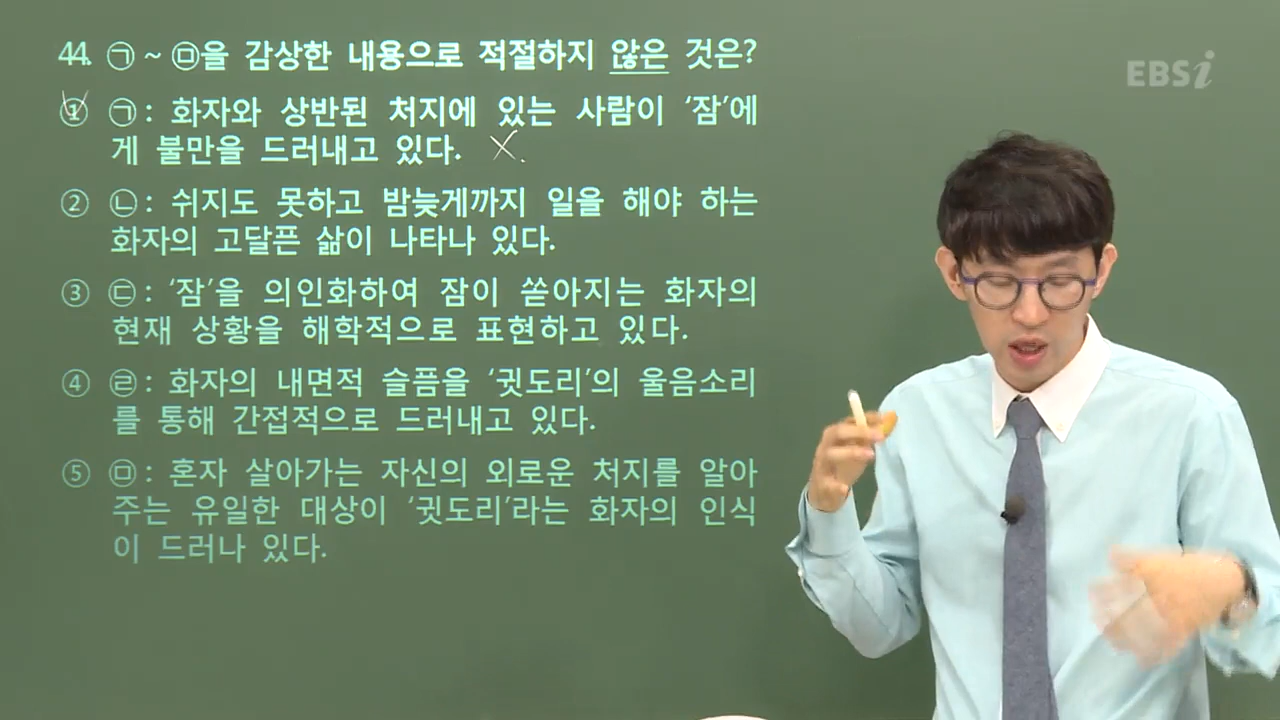 44. ㉠ ~ ㉤을 감상한 내용으로 적절하지 않은 것은?
EBSi
① ㉠: 화자와 상반된 처지에 있는 사람이 ‘잠’에
게 불만을 드러내고 있다. X.
② ㉡: 쉬지도 못하고 밤늦게까지 일을 해야 하는
화자의 고달픈 삶이 나타나 있다.
③ ㉢: ‘잠’을 의인화하여 잠이 쏟아지는 화자의
현재 상황을 해학적으로 표현하고 있다.
④ ㉣: 화자의 내면적 슬픔을 ‘귓도리’의 울음소리
를 통해 간접적으로 드러내고 있다.
⑤ ㉤: 혼자 살아가는 자신의 외로운 처지를 알아
주는 유일한 대상이 ‘귓도리’라는 화자의 인식
이 드러나 있다.